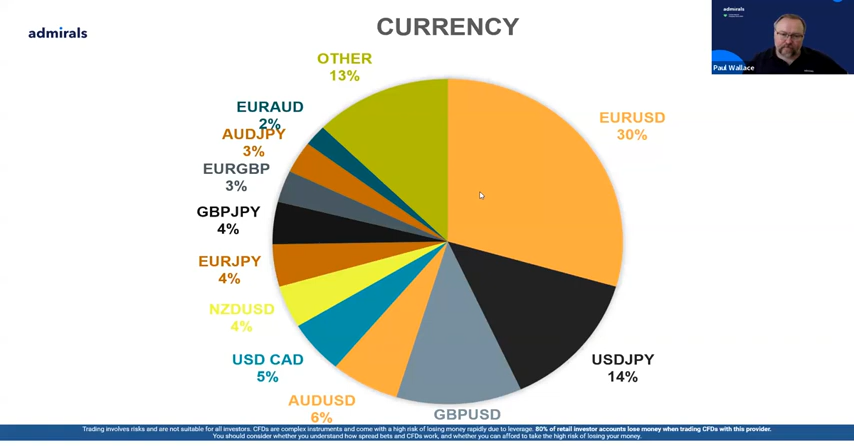 admirals
CURRENCY
admirals
Paul Wallace
OTHER
13%
EURUSD
30%
EURAUD
2%
AUDJPY
3%
EURGBP
3%
GBPJPY
4%
EURJPY
4%
NZDUSD
4%
USD CAD
5%
USDJPY
14%
AUDUSD
6%
GBPUSD
Trading involves risks and are not suitable for all investors. CFDs are complex instruments and come with a high risk of losing money rapidly due to leverage. 80% of retail investor accounts lose money when trading CFDs with this provider.
You should consider whether you understand how spread bets and CFDs work, and whether you can afford to take the high risk of losing your money.